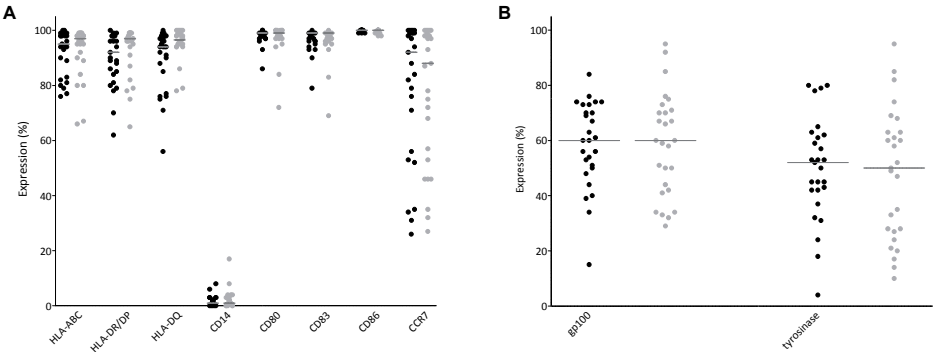 A
Expression (%)
100
80
60
40
20
0
HLA-ABC
HLA-DR/DP
HLA-DQ
CD14
CD80
CD83
CD86
CCR7
B
Expression (%)
100
80
60
40
20
0
gp100
tyrosinase